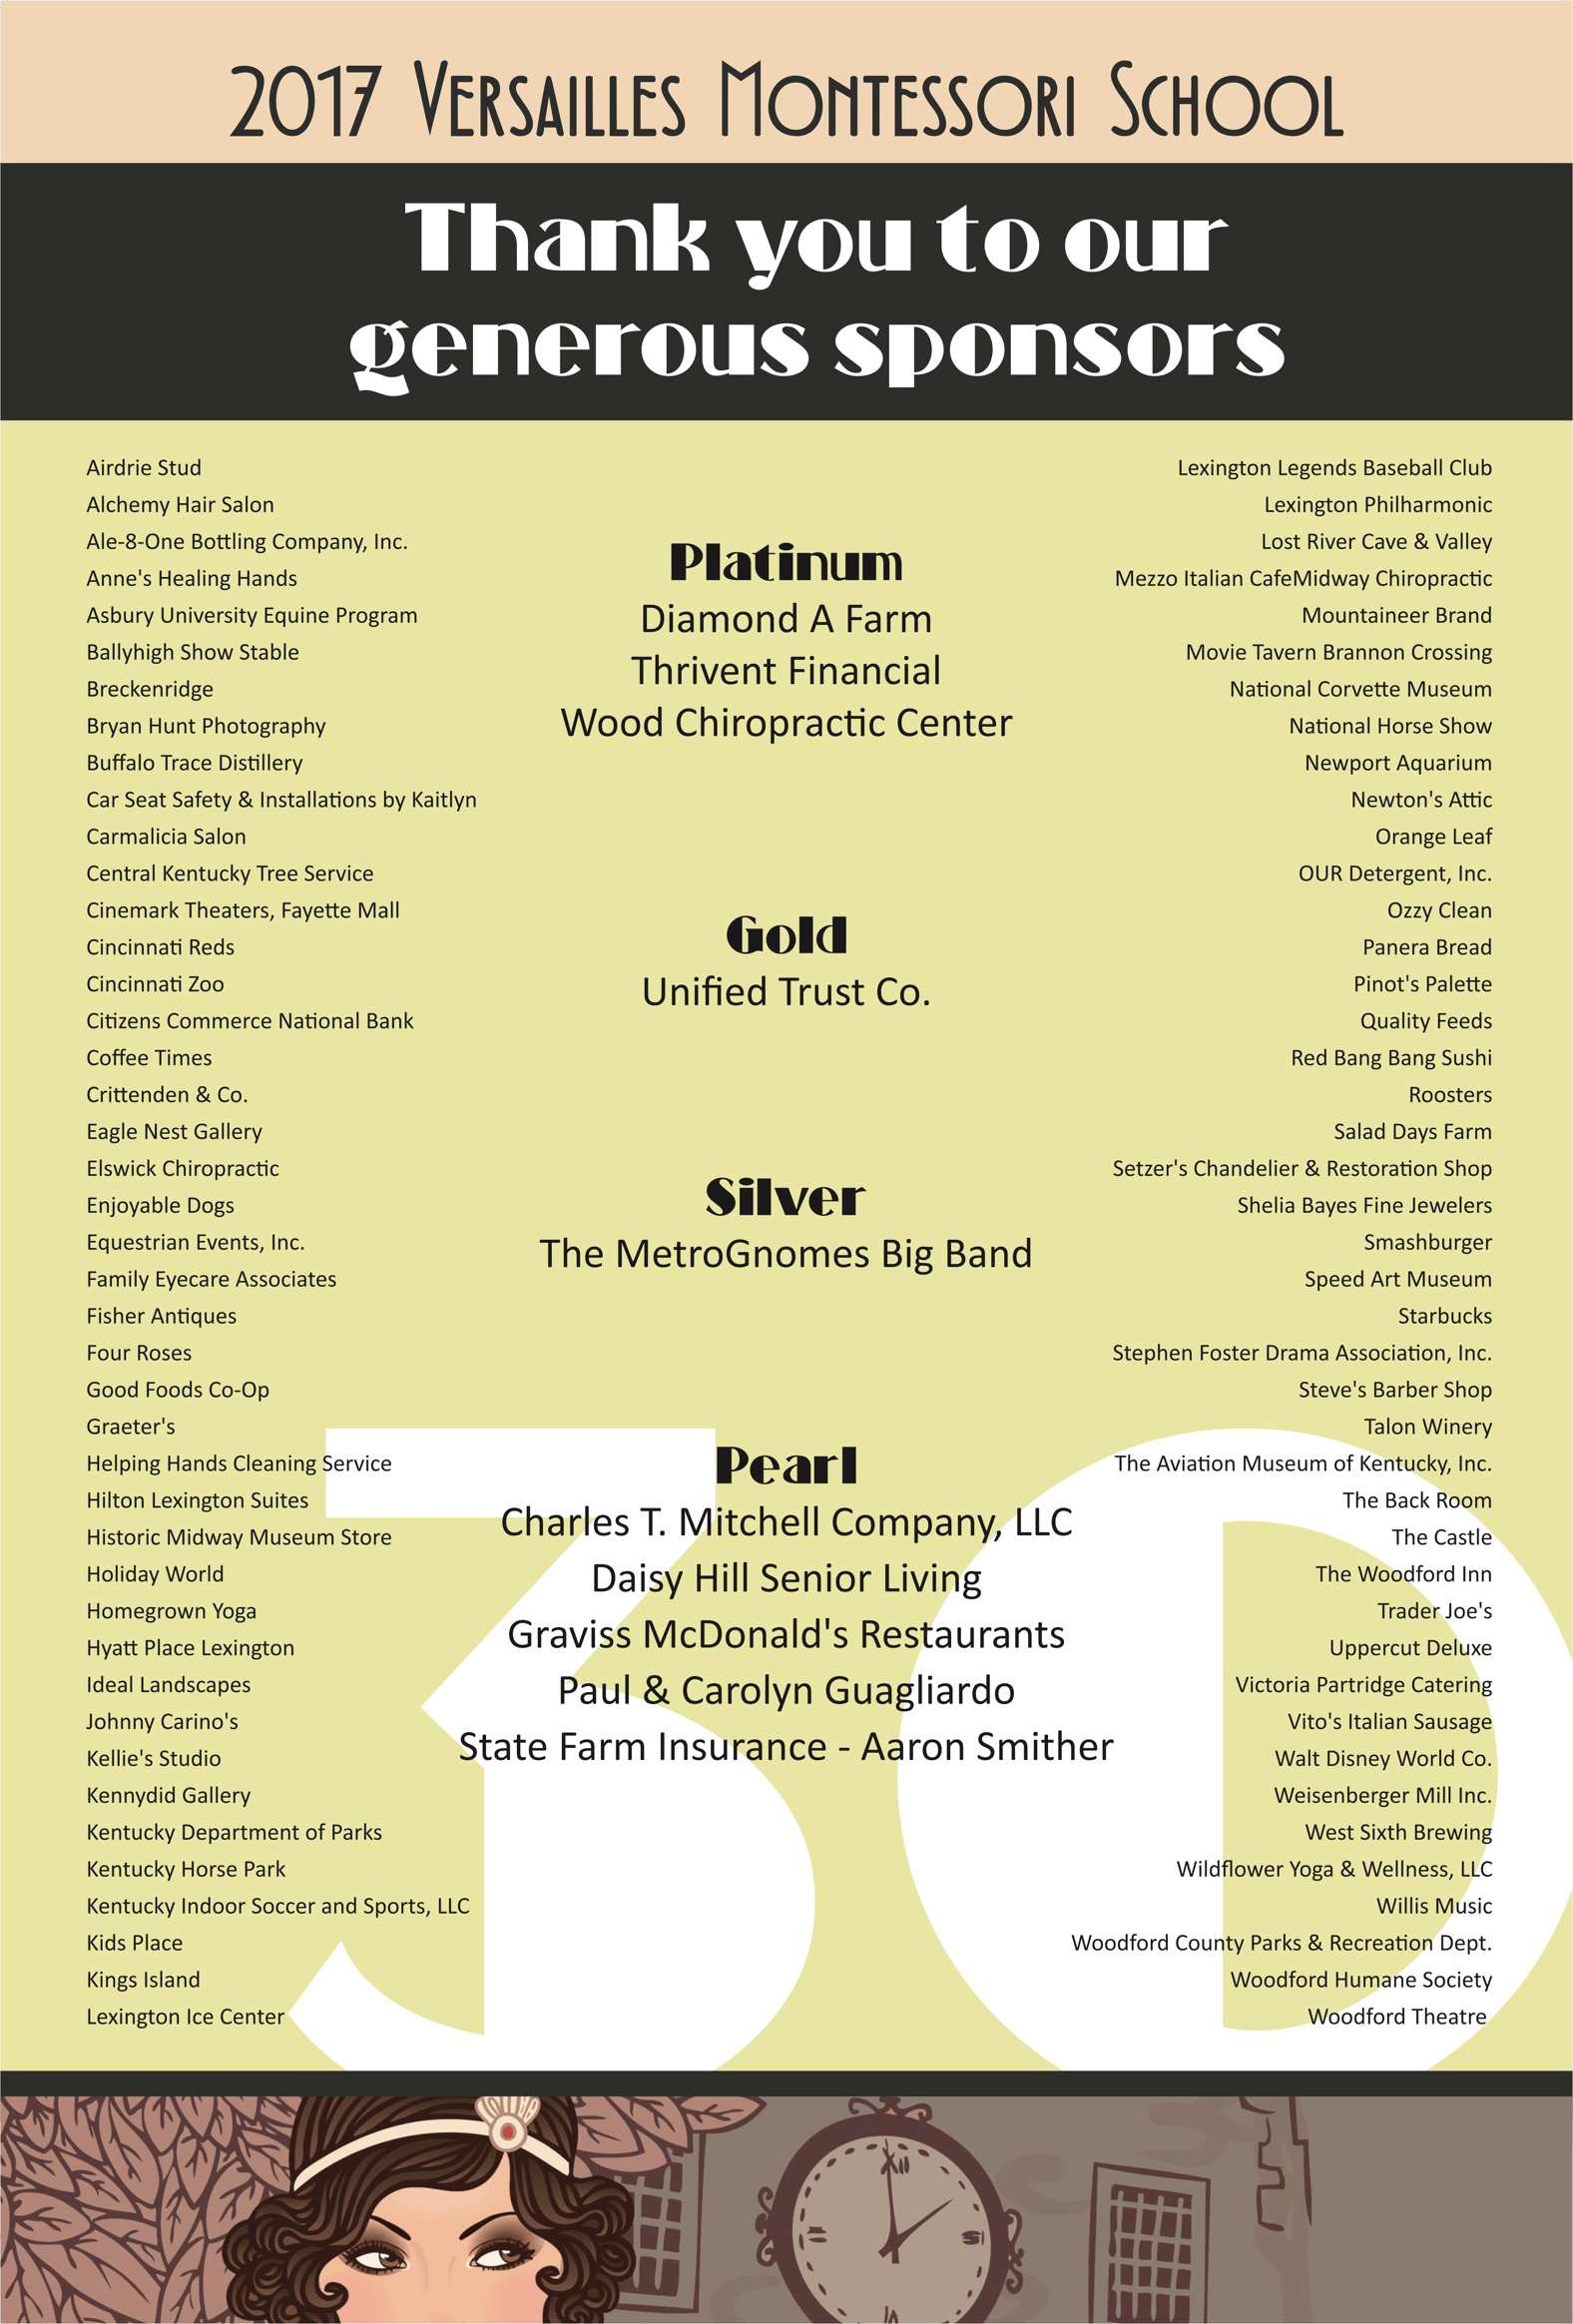 2017 Versailles Montessori School
Thank you to our
generous sponsors
Airdrie Stud
Alchemy Hair Salon
Ale-8-One Bottling Company, Inc.
Anne's Healing Hands
Asbury University Equine Program
Ballyhigh Show Stable
Breckenridge
Bryan Hunt Photography
Buffalo Trace Distillery
Car Seat Safety & Installations by Kaitlyn
Carmalicia Salon
Central Kentucky Tree Service
Cinemark Theaters, Fayette Mall
Cincinnati Reds
Cincinnati Zoo
Citizens Commerce National Bank
Coffee Times
Crittenden & Co.
Eagle Nest Gallery
Elswick Chiropractic
Enjoyable Dogs
Equestrian Events, Inc.
Family Eyecare Associates
Fisher Antiques
Four Roses
Good Foods Co-Op
Graeter's
Helping Hands Cleaning Service
Hilton Lexington Suites
Historic Midway Museum Store
Holiday World
Homegrown Yoga
Hyatt Place Lexington
Ideal Landscapes
Johnny Carino's
Kellie's Studio
Kennydid Gallery
Kentucky Department of Parks
Kentucky Horse Park
Kentucky Indoor Soccer and Sports, LLC
Kids Place
Kings Island
Lexington Ice Center
Platinum
Diamond A Farm
Thrivent Financial
Wood Chiropractic Center
Gold
Unified Trust Co.
Silver
The MetroGnomes Big Band
Pearl
Charles T. Mitchell Company, LLC
Daisy Hill Senior Living
Graviss McDonald's Restaurants
Paul & Carolyn Guagliardo
State Farm Insurance - Aaron Smither
30
Lexington Legends Baseball Club
Lexington Philharmonic
Lost River Cave & Valley
Mezzo Italian CafeMidway Chiropractic
Mountaineer Brand
Movie Tavern Brannon Crossing
National Corvette Museum
National Horse Show
Newport Aquarium
Newton's Attic
Orange Leaf
OUR Detergent, Inc.
Ozzy Clean
Panera Bread
Pinot's Palette
Quality Feeds
Red Bang Bang Sushi
Roosters
Salad Days Farm
Setzer's Chandelier & Restoration Shop
Shelia Bayes Fine Jewelers
Smashburger
Speed Art Museum
Starbucks
Stephen Foster Drama Association, Inc.
Steve's Barber Shop
Talon Winery
The Aviation Museum of Kentucky, Inc.
The Back Room
The Castle
The Woodford Inn
Trader Joe's
Uppercut Deluxe
Victoria Partridge Catering
Vito's Italian Sausage
Walt Disney World Co.
Weisenberger Mill Inc.
West Sixth Brewing
Wildflower Yoga & Wellness, LLC
Willis Music
Woodford County Parks & Recreation Dept.
Woodford Humane Society
Woodford Theatre
XII